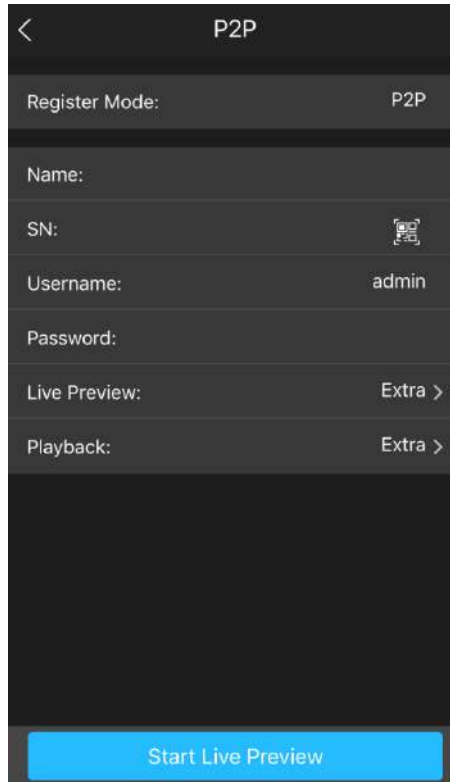 P2P
Register Mode: P2P
Name:
SN:
Username: admin
Password:
Live Preview: Extra >
Playback: Extra >
Start Live Preview